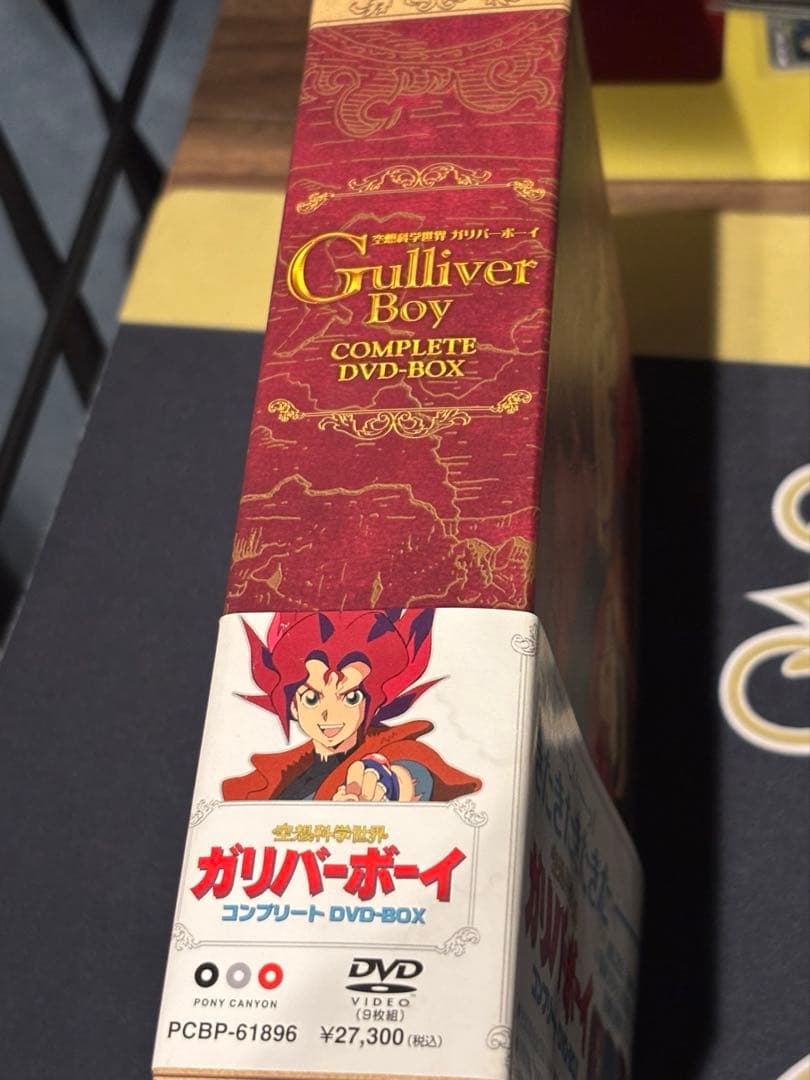 空想科学世界 ガリバーボーイ
Gulliver
Boy
COMPLETE
DVD-BOX
空想科学世界
ガリバーボーイ
コンプリート DVD-BOX
PONY CANYON
DVD
VIDEO™
(9枚組)
PCBP-61896 ¥27,300(税込)